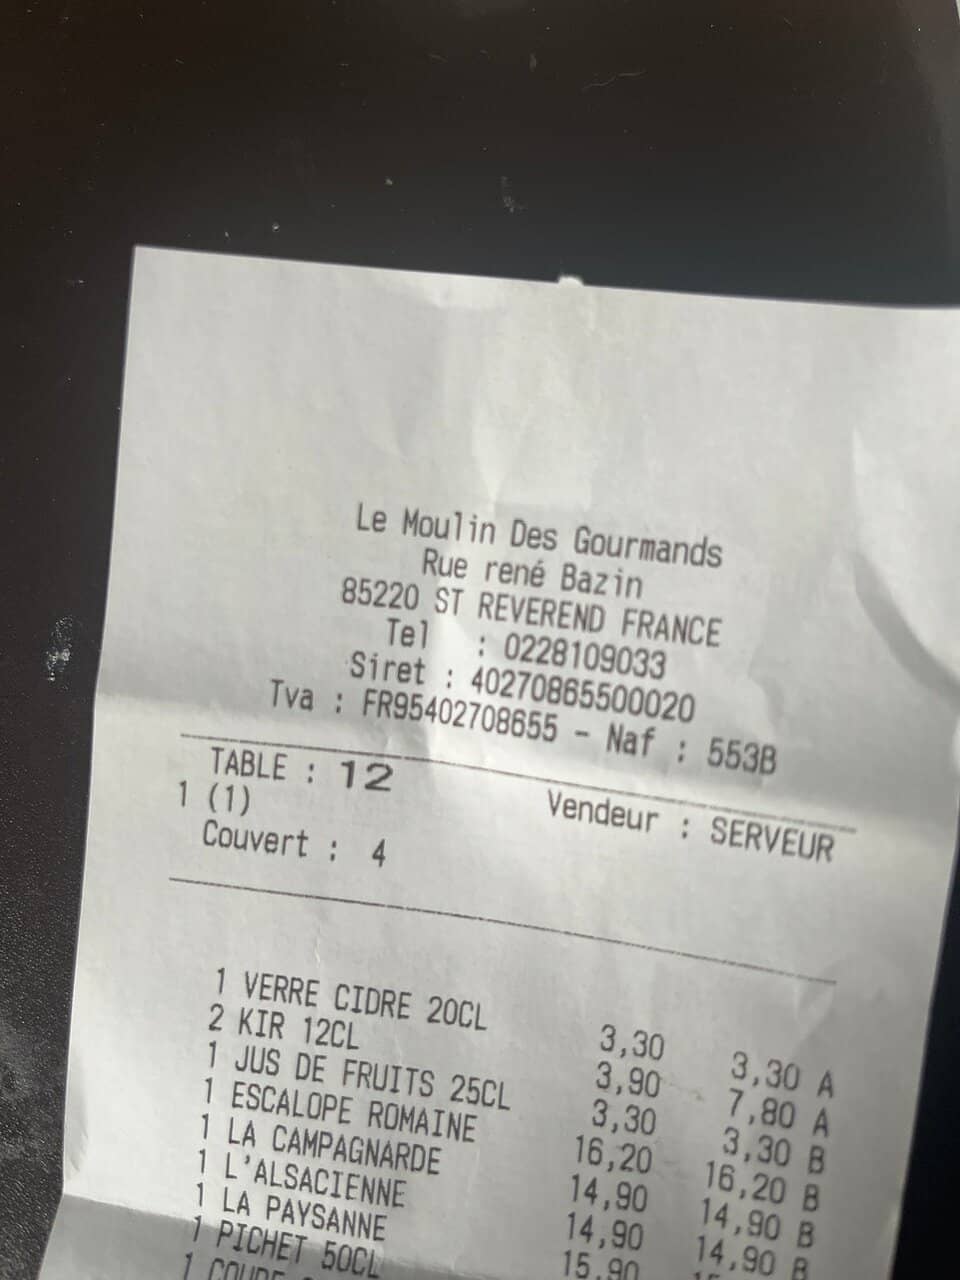 Le Moulin Des Gourmands
Rue rené Bazin
85220 ST REVEREND FRANCE
Tel : 0228109033
Siret : 40270865500020
Tva : FR95402708655 - Naf : 553B
TABLE : 12
1 (1) Vendeur : SERVEUR
Couvert : 4
1 VERRE CIDRE 20CL 3,30 3,30 A
2 KIR 12CL 3,90 7,80 A
1 JUS DE FRUITS 25CL 3,30 3,30 B
1 ESCALOPE ROMAINE 16,20 16,20 B
1 LA CAMPAGNARDE 14,90 14,90 B
1 L'ALSACIENNE 14,90 14,90 B
1 LA PAYSANNE 15,90
1 PICHET 50CL
1 COUPE